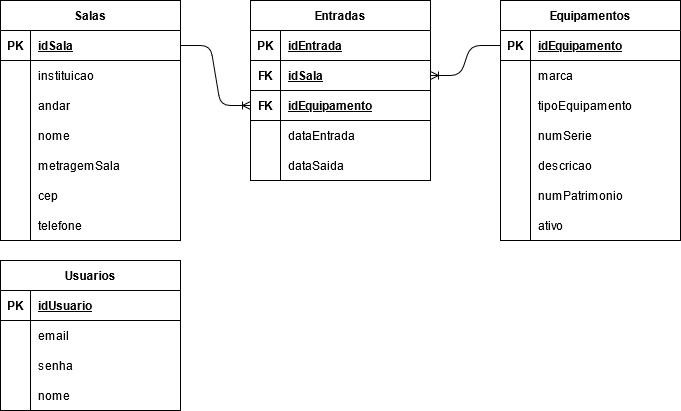 Salas
PK idSala
instituicao
andar
nome
metragemSala
cep
telefone
Entradas
PK idEntrada
FK idSala
FK idEquipamento
dataEntrada
dataSaida
Equipamentos
PK idEquipamento
marca
tipoEquipamento
numSerie
descricao
numPatrimonio
ativo
Usuarios
PK idUsuario
email
senha
nome